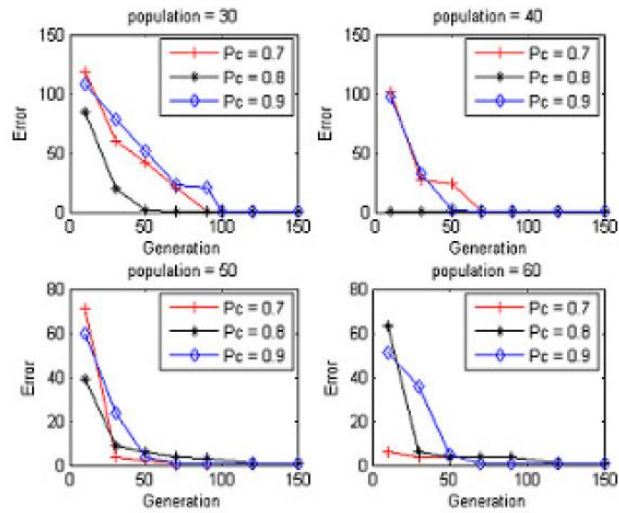 population = 30
150
100
50
0
Error
Pc = 0.7
Pc = 0.8
Pc = 0.9
0 50 100 150
Generation
population = 40
150
100
50
0
Error
Pc = 0.7
Pc = 0.8
Pc = 0.9
0 50 100 150
Generation
population = 50
80
60
40
20
0
Error
Pc = 0.7
Pc = 0.8
Pc = 0.9
0 50 100 150
Generation
population = 60
80
60
40
20
0
Error
Pc = 0.7
Pc = 0.8
Pc = 0.9
0 50 100 150
Generation